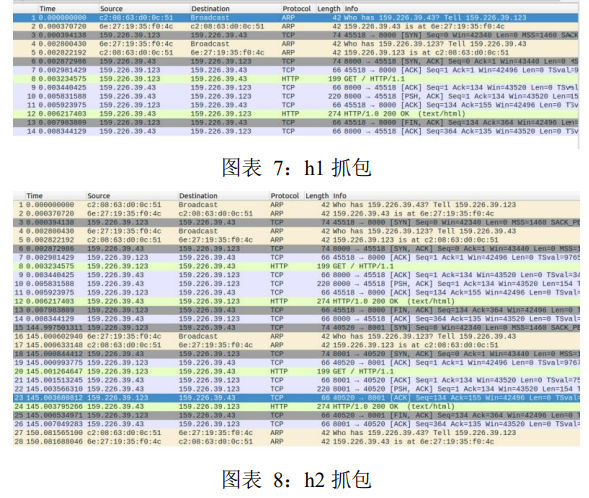 Time Source Destination Protocol Length Info
1 0.000000000 c2:08:63:d0:0c:51 Broadcast ARP 42 Who has 159.226.39.43? Tell 159.226.39.123
2 0.000370720 6e:27:19:35:f0:4c Broadcast ARP 42 159.226.39.43 is at 6e:27:19:35:f0:4c
3 0.000394138 159.226.39.123 159.226.39.43 TCP 74 45518 → 8000 [SYN] Seq=0 Win=42340 Len=0 MSS=1460 SACK
4 0.002800430 6e:27:19:35:f0:4c Broadcast ARP 42 Who has 159.226.39.123? Tell 159.226.39.43
5 0.002822192 c2:08:63:d0:0c:51 6e:27:19:35:f0:4c ARP 42 159.226.39.123 is at c2:08:63:d0:0c:51
6 0.002872986 159.226.39.43 159.226.39.123 TCP 74 8000 → 45518 [SYN, ACK] Seq=0 Ack=1 Win=43440 Len=0
7 0.002981429 159.226.39.123 159.226.39.43 TCP 66 45518 → 8000 [ACK] Seq=1 Ack=1 Win=42496 Len=0 TSval=
8 0.003234575 159.226.39.123 159.226.39.43 HTTP 199 GET / HTTP/1.1
9 0.003440425 159.226.39.43 159.226.39.123 TCP 66 8000 → 45518 [ACK] Seq=1 Ack=134 Win=43520 Len=0
10 0.005831588 159.226.39.43 159.226.39.123 TCP 220 8000 → 45518 [PSH, ACK] Seq=1 Ack=134 Win=43520 Len=15
11 0.005923975 159.226.39.123 159.226.39.43 TCP 66 45518 → 8000 [ACK] Seq=134 Ack=155 Win=42496 Len=0
12 0.006217403 159.226.39.43 159.226.39.123 HTTP 274 HTTP/1.0 200 OK (text/html)
13 0.007983809 159.226.39.123 159.226.39.43 TCP 66 45518 → 8000 [FIN, ACK] Seq=134 Ack=364 Win=42496 Len=
14 0.008344129 159.226.39.43 159.226.39.123 TCP 66 8000 → 45518 [ACK] Seq=364 Ack=135 Win=43520 Len=0
图表 7：h1 抓包
Time Source Destination Protocol Length Info
1 0.000000000 c2:08:63:d0:0c:51 Broadcast ARP 42 Who has 159.226.39.43? Tell 159.226.39.123
2 0.000370720 6e:27:19:35:f0:4c Broadcast ARP 42 159.226.39.43 is at 6e:27:19:35:f0:4c
3 0.000394138 159.226.39.123 159.226.39.43 TCP 74 45518 → 8000 [SYN] Seq=0 Win=42340 Len=0 MSS=1460 SACK_PE
4 0.002800430 6e:27:19:35:f0:4c Broadcast ARP 42 Who has 159.226.39.123? Tell 159.226.39.43
5 0.002822192 c2:08:63:d0:0c:51 6e:27:19:35:f0:4c ARP 42 159.226.39.123 is at c2:08:63:d0:0c:51
6 0.002872986 159.226.39.43 159.226.39.123 TCP 74 8000 → 45518 [SYN, ACK] Seq=0 Ack=1 Win=43440 Len=0 MSS=1
7 0.002981429 159.226.39.123 159.226.39.43 TCP 66 45518 → 8000 [ACK] Seq=1 Ack=1 Win=42496 Len=0 TSval=9765
8 0.003234575 159.226.39.123 159.226.39.43 HTTP 199 GET / HTTP/1.1
9 0.003440425 159.226.39.43 159.226.39.123 TCP 66 8000 → 45518 [ACK] Seq=1 Ack=134 Win=43520 Len=0 TSval=34
10 0.005831588 159.226.39.43 159.226.39.123 TCP 220 8000 → 45518 [PSH, ACK] Seq=1 Ack=134 Win=43520 Len=154 T
11 0.005923975 159.226.39.123 159.226.39.43 TCP 66 45518 → 8000 [ACK] Seq=134 Ack=155 Win=42496 Len=0 TSval=
12 0.006217403 159.226.39.43 159.226.39.123 HTTP 274 HTTP/1.0 200 OK (text/html)
13 0.007983809 159.226.39.123 159.226.39.43 TCP 66 45518 → 8000 [FIN, ACK] Seq=134 Ack=364 Win=42496 Len=0 T
14 0.008344129 159.226.39.43 159.226.39.123 TCP 66 8000 → 45518 [ACK] Seq=364 Ack=135 Win=43520 Len=0 TSval=
15 144.997501311 159.226.39.123 159.226.39.43 TCP 74 40520 → 8001 [SYN] Seq=0 Win=42340 Len=0 MSS=1460 SACK_PE
16 145.000602940 6e:27:19:35:f0:4c Broadcast ARP 42 Who has 159.226.39.123? Tell 159.226.39.43
17 145.000633148 c2:08:63:d0:0c:51 6e:27:19:35:f0:4c ARP 42 159.226.39.123 is at c2:08:63:d0:0c:51
18 145.000844412 159.226.39.43 159.226.39.123 TCP 74 8001 → 40520 [SYN, ACK] Seq=0 Ack=1 Win=43440 Len=0 MSS=1
19 145.000993775 159.226.39.123 159.226.39.43 TCP 66 40520 → 8001 [ACK] Seq=1 Ack=1 Win=42496 Len=0 TSval=9767
20 145.001264647 159.226.39.123 159.226.39.43 HTTP 199 GET / HTTP/1.1
21 145.001513245 159.226.39.43 159.226.39.123 TCP 66 8001 → 40520 [ACK] Seq=1 Ack=134 Win=43520 Len=0 TSval=75
22 145.003566310 159.226.39.43 159.226.39.123 TCP 220 8001 → 40520 [PSH, ACK] Seq=1 Ack=134 Win=43520 Len=154 T
23 145.003608812 159.226.39.123 159.226.39.43 TCP 66 40520 → 8001 [ACK] Seq=134 Ack=155 Win=42496 Len=0 TSval=
24 145.003795266 159.226.39.43 159.226.39.123 HTTP 274 HTTP/1.0 200 OK (text/html)
25 145.006534971 159.226.39.123 159.226.39.43 TCP 66 40520 → 8001 [FIN, ACK] Seq=134 Ack=364 Win=42496 Len=0 T
26 145.007049283 159.226.39.43 159.226.39.123 TCP 66 8001 → 40520 [ACK] Seq=364 Ack=135 Win=43520 Len=0 TSval=
27 150.081565100 c2:08:63:d0:0c:51 6e:27:19:35:f0:4c ARP 42 Who has 159.226.39.43? Tell 159.226.39.123
28 150.081688046 6e:27:19:35:f0:4c c2:08:63:d0:0c:51 ARP 42 159.226.39.43 is at 6e:27:19:35:f0:4c
图表 8：h2 抓包